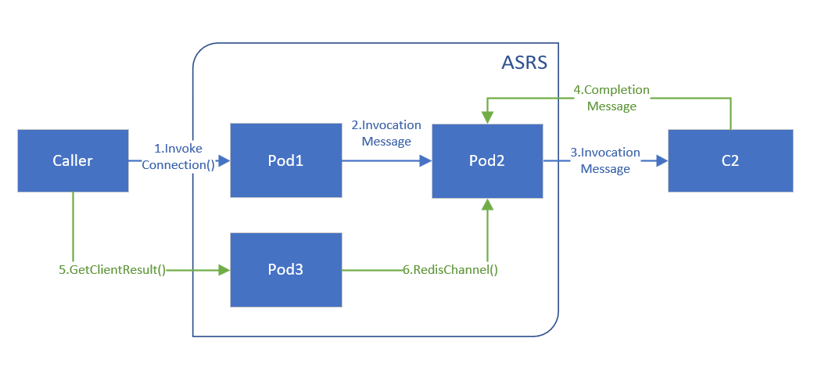 ASRS
4.Completion
Message
2.Invocation
Message
1.Invoke
Connection()
3.Invocation
Message
Caller
Pod1
Pod2
C2
5.GetClientResult()
Pod3
6.RedisChannel()